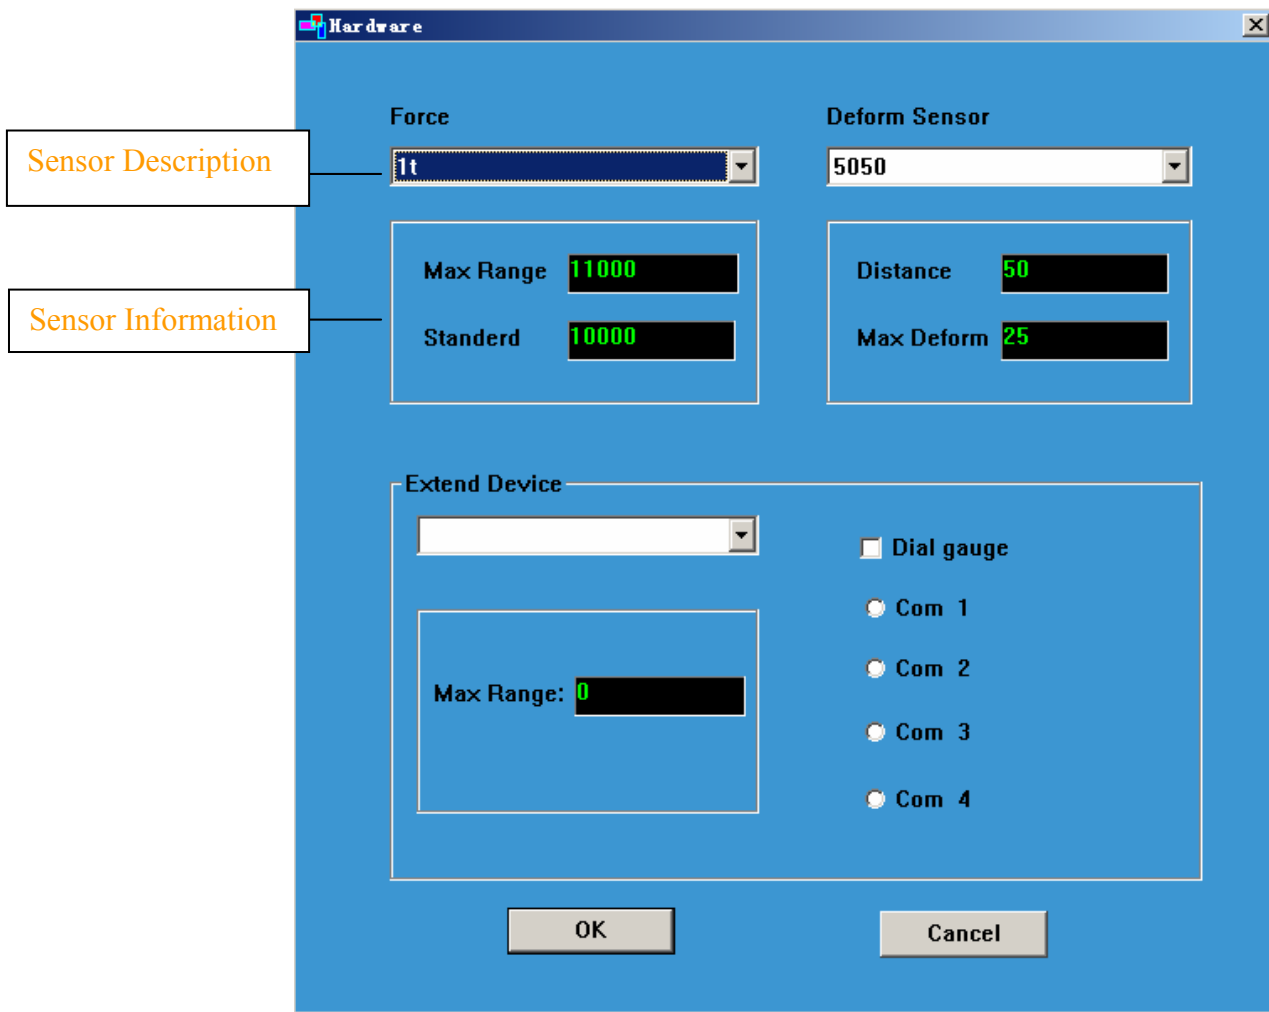 Hardware
Force
Deform Sensor
Sensor Description
1t
5050
Max Range 11000
Distance 50
Sensor Information
Standerd 10000
Max Deform 25
Extend Device
Dial gauge
Com 1
Com 2
Max Range: 0
Com 3
Com 4
OK
Cancel